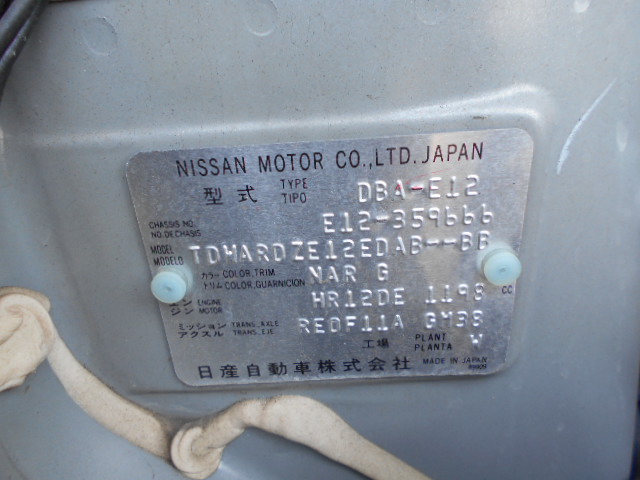 NISSAN MOTOR CO.,LTD. JAPAN
型式 TYPE TIPO DBA-E12
CHASSIS NO. NO. DE CHASIS E12-359666
MODEL MODELO TDMARDZE12EDAB--BB
カラー COLOR, TRIM トリム COLOR, GUARNICION WAR G
エンジン ENGINE MOTOR HR12DE 1198 CC
ミッション アクスル TRANS. AXLE TRANS. EJE RE0F11A GM38
工場 PLANT PLANTA W
日産自動車株式会社 MADE IN JAPAN